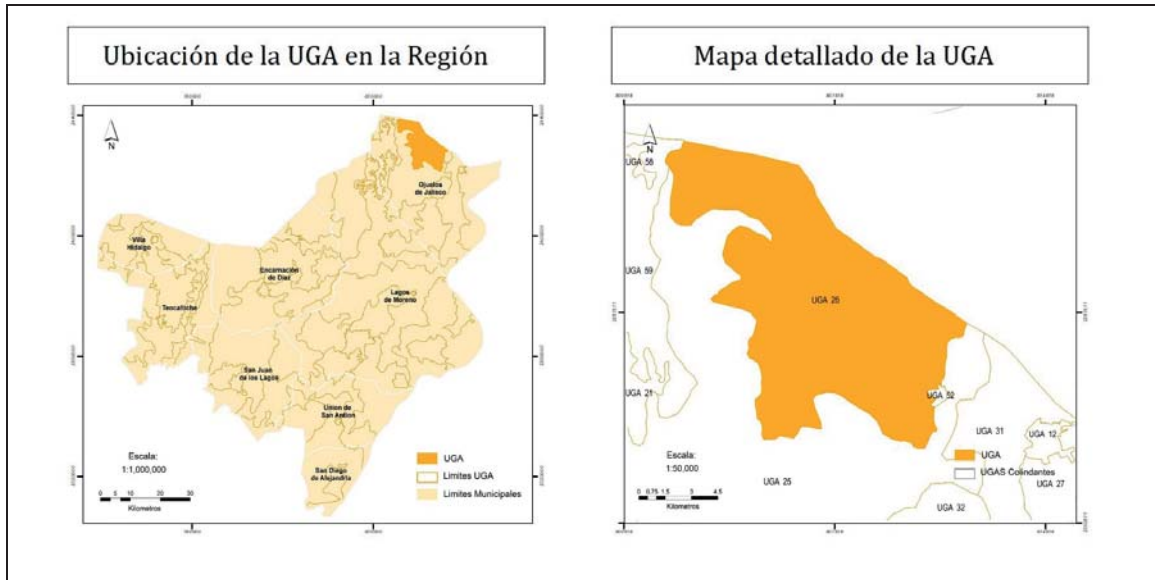 Ubicación de la UGA en la Región
N
Ojuelos
de Jalisco
Villa
Hidalgo
Encarnación
de Díaz
Lagos
de Moreno
Teocaltiche
San Juan
de los Lagos
Union de
San Antion
San Diego
de Alejandria
Escala:
1:1,000,000
0 5 10 20 30
Kilometros
UGA
Limites UGA
Limites Municipales
Mapa detallado de la UGA
N
UGA 58
UGA 59
UGA 26
UGA 21
UGA 52
UGA 31
UGA 12
UGA 25
UGA 27
UGA 32
Escala:
1:50,000
0 0.75 1.5 3 4.5
Kilometros
UGA
UGAS Colindantes